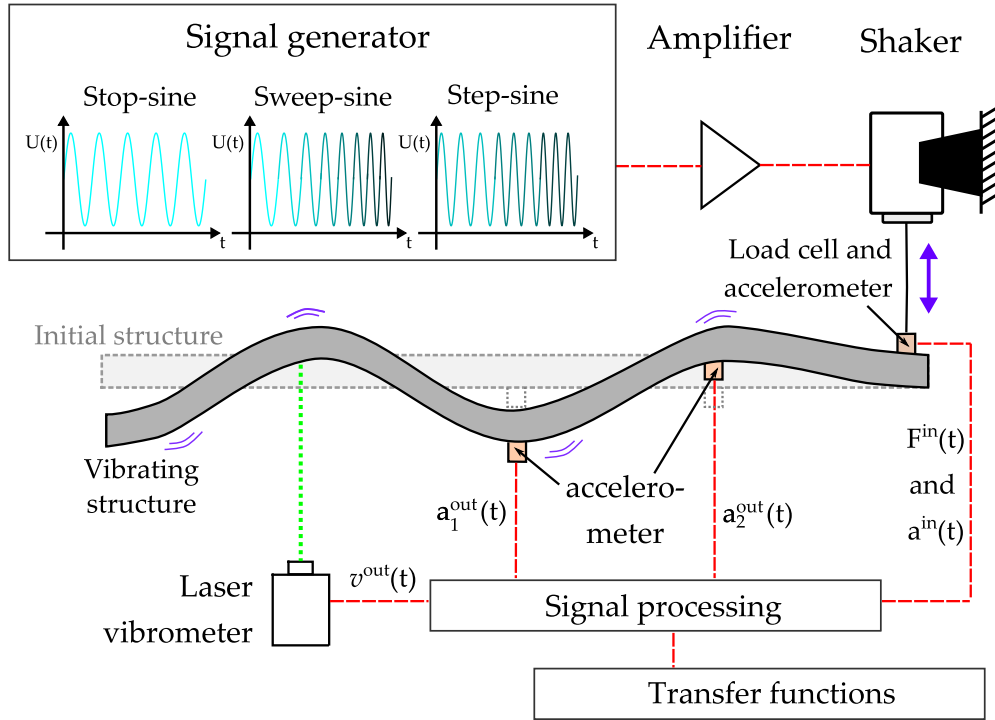 Signal generator
Amplifier
Shaker
Stop-sine
Sweep-sine
Step-sine
U(t)
U(t)
U(t)
t
t
t
Load cell and
accelerometer
Initial structure
Vibrating
structure
accelero-
meter
a₁ᵒᵘᵗ(t)
a₂ᵒᵘᵗ(t)
Fⁱⁿ(t)
and
aⁱⁿ(t)
Laser
vibrometer
vᵒᵘᵗ(t)
Signal processing
Transfer functions